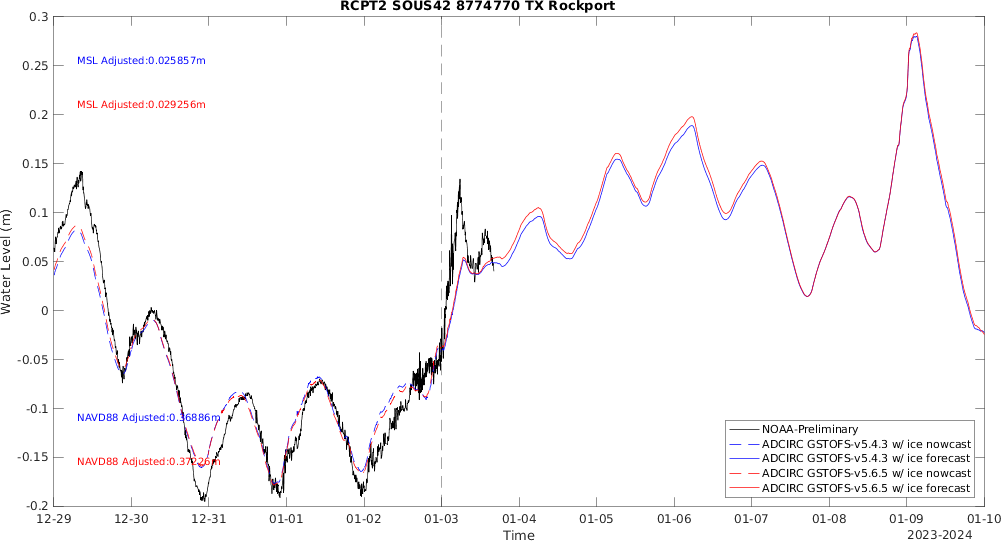 RCPT2 SOUS42 8774770 TX Rockport
0.3
0.25
0.2
0.15
0.1
0.05
0
-0.05
-0.1
-0.15
-0.2
Water Level (m)
MSL Adjusted:0.025857m
MSL Adjusted:0.029256m
NAVD88 Adjusted:0.36886m
NAVD88 Adjusted:0.37226m
NOAA-Preliminary
ADCIRC GSTOFS-v5.4.3 w/ ice nowcast
ADCIRC GSTOFS-v5.4.3 w/ ice forecast
ADCIRC GSTOFS-v5.6.5 w/ ice nowcast
ADCIRC GSTOFS-v5.6.5 w/ ice forecast
12-29 12-30 12-31 01-01 01-02 01-03 01-04 01-05 01-06 01-07 01-08 01-09 01-10
Time
2023-2024